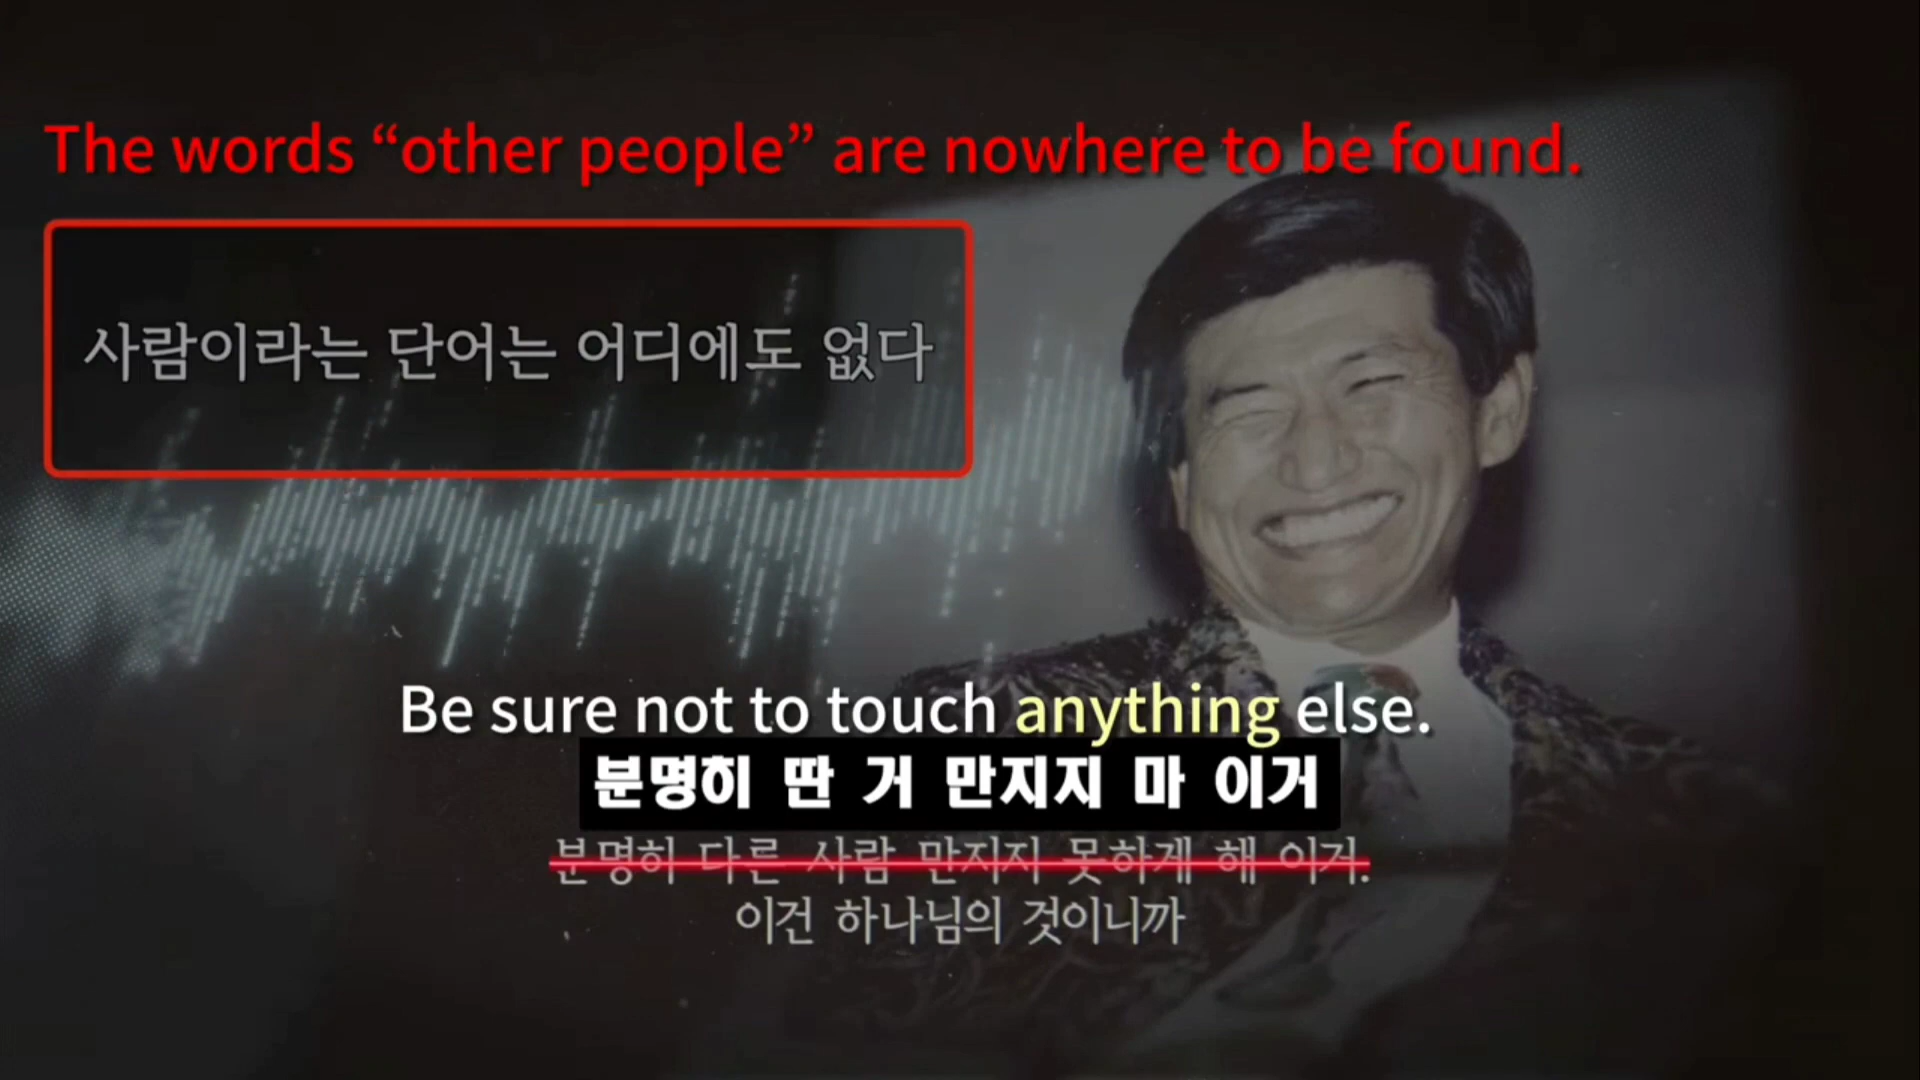 The words “other people” are nowhere to be found.
사람이라는 단어는 어디에도 없다
Be sure not to touch anything else.
분명히 딴 거 만지지 마 이거
분명히 다른 사람 만지지 못하게 해 이거.
이건 하나님의 것이니까